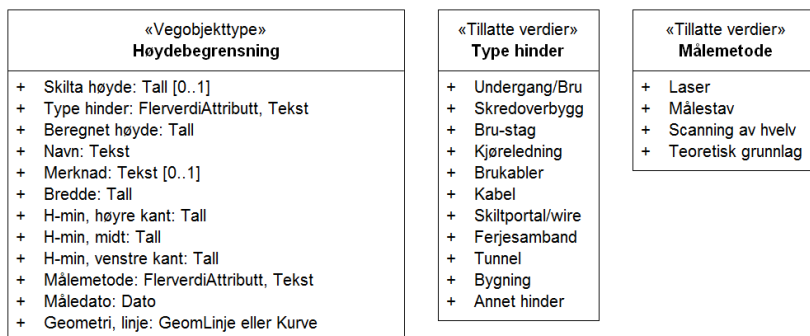 «Vegobjekttype»
Høydebegrensning
+ Skilta høyde: Tall [0..1]
+ Type hinder: FlerverdiAttributt, Tekst
+ Beregnet høyde: Tall
+ Navn: Tekst
+ Merknad: Tekst [0..1]
+ Bredde: Tall
+ H-min, høyre kant: Tall
+ H-min, midt: Tall
+ H-min, venstre kant: Tall
+ Målemetode: FlerverdiAttributt, Tekst
+ Måledato: Dato
+ Geometri, linje: GeomLinje eller Kurve
«Tillatte verdier»
Type hinder
+ Undergang/Bru
+ Skredoverbygg
+ Bru-stag
+ Kjøreledning
+ Brukabler
+ Kabel
+ Skiltportal/wire
+ Ferjesamband
+ Tunnel
+ Bygning
+ Annet hinder
«Tillatte verdier»
Målemetode
+ Laser
+ Målestav
+ Scanning av hvelv
+ Teoretisk grunnlag